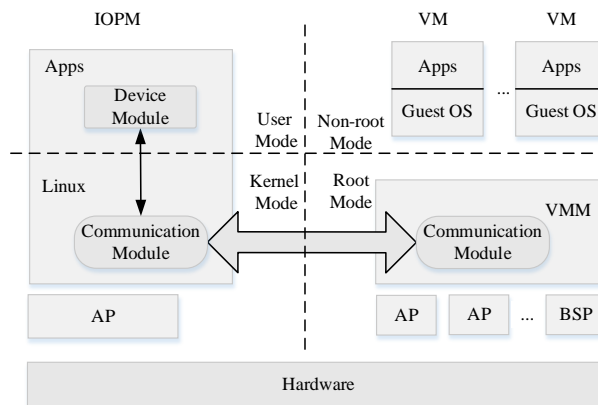 IOPM
VM
VM
Apps
Device
Module
User
Mode
Non-root
Mode
Apps
Guest OS
...
Apps
Guest OS
Linux
Kernel
Mode
Root
Mode
VMM
Communication
Module
Communication
Module
AP
AP
AP
...
BSP
Hardware